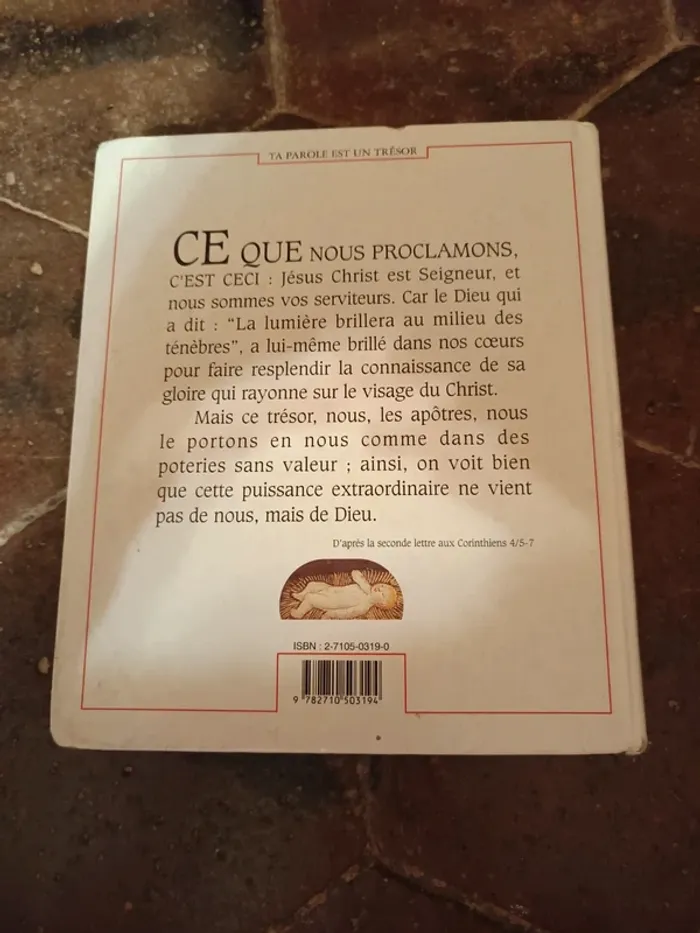 TA PAROLE EST UN TRÉSOR
CE QUE NOUS PROCLAMONS,
C'EST CECI : Jésus Christ est Seigneur, et
nous sommes vos serviteurs. Car le Dieu qui
a dit : “La lumière brillera au milieu des
ténèbres”, a lui-même brillé dans nos cœurs
pour faire resplendir la connaissance de sa
gloire qui rayonne sur le visage du Christ.
Mais ce trésor, nous, les apôtres, nous
le portons en nous comme dans des
poteries sans valeur ; ainsi, on voit bien
que cette puissance extraordinaire ne vient
pas de nous, mais de Dieu.
D'après la seconde lettre aux Corinthiens 4/5-7
ISBN : 2-7105-0319-0
9 782710 503194